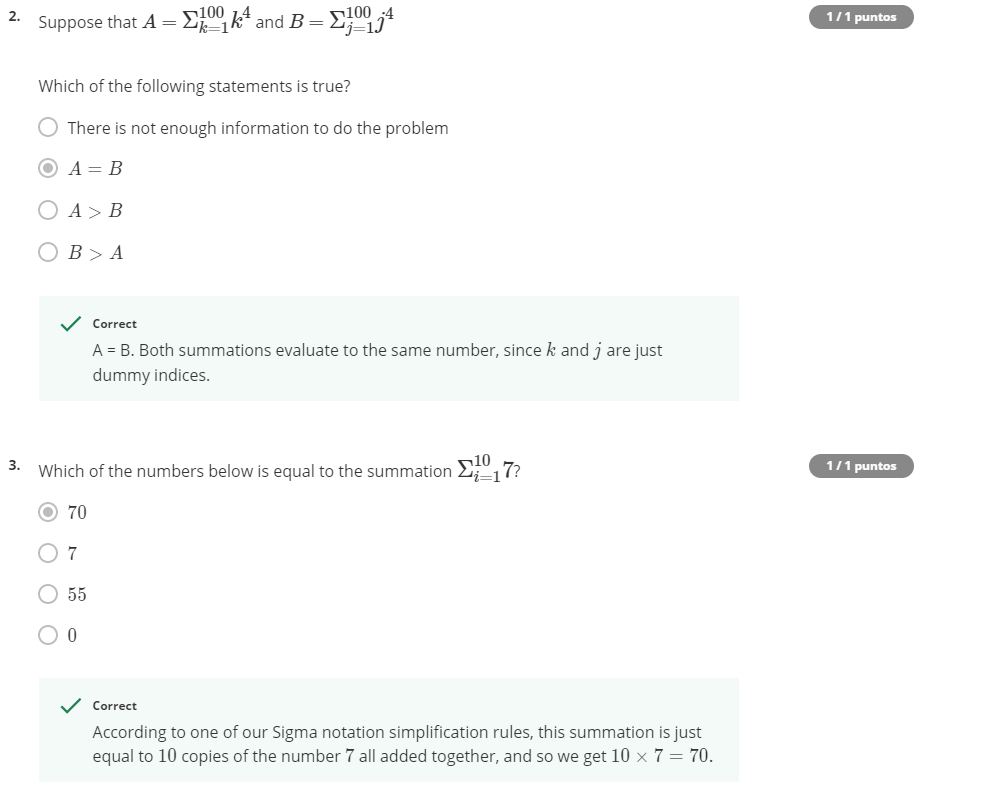 2. Suppose that A = Σ_{k=1}^{100} k^4 and B = Σ_{j=1}^{100} j^4
1 / 1 puntos
Which of the following statements is true?
There is not enough information to do the problem
A = B
A > B
B > A
Correct
A = B. Both summations evaluate to the same number, since k and j are just
dummy indices.
3. Which of the numbers below is equal to the summation Σ_{i=1}^{10} 7?
1 / 1 puntos
70
7
55
0
Correct
According to one of our Sigma notation simplification rules, this summation is just
equal to 10 copies of the number 7 all added together, and so we get 10 × 7 = 70.